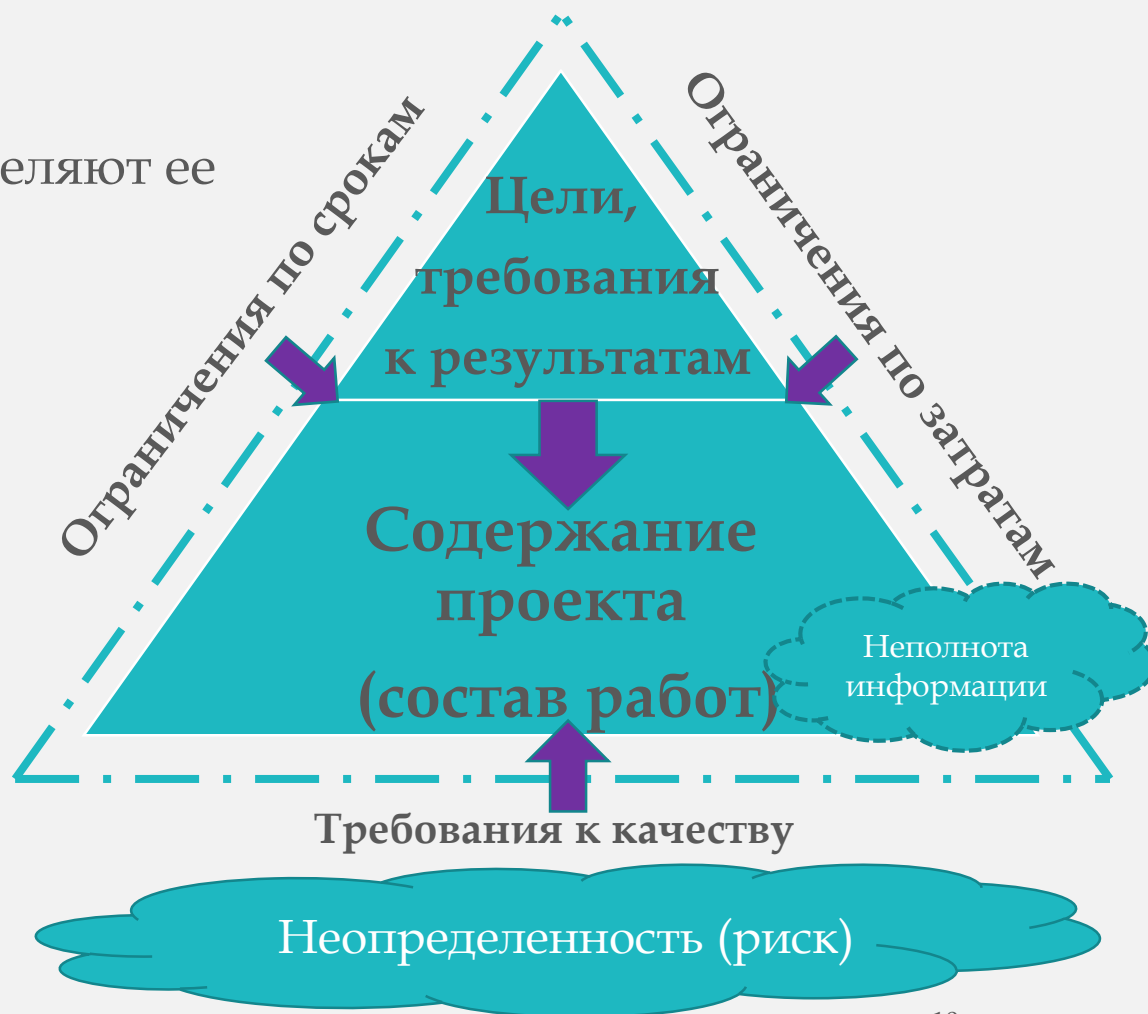 еляют ее
Ограничения по срокам
Ограничения по затратам
Цели,
требования
к результатам
Содержание
проекта
(состав работ)
Неполнота
информации
Требования к качеству
Неопределенность (риск)